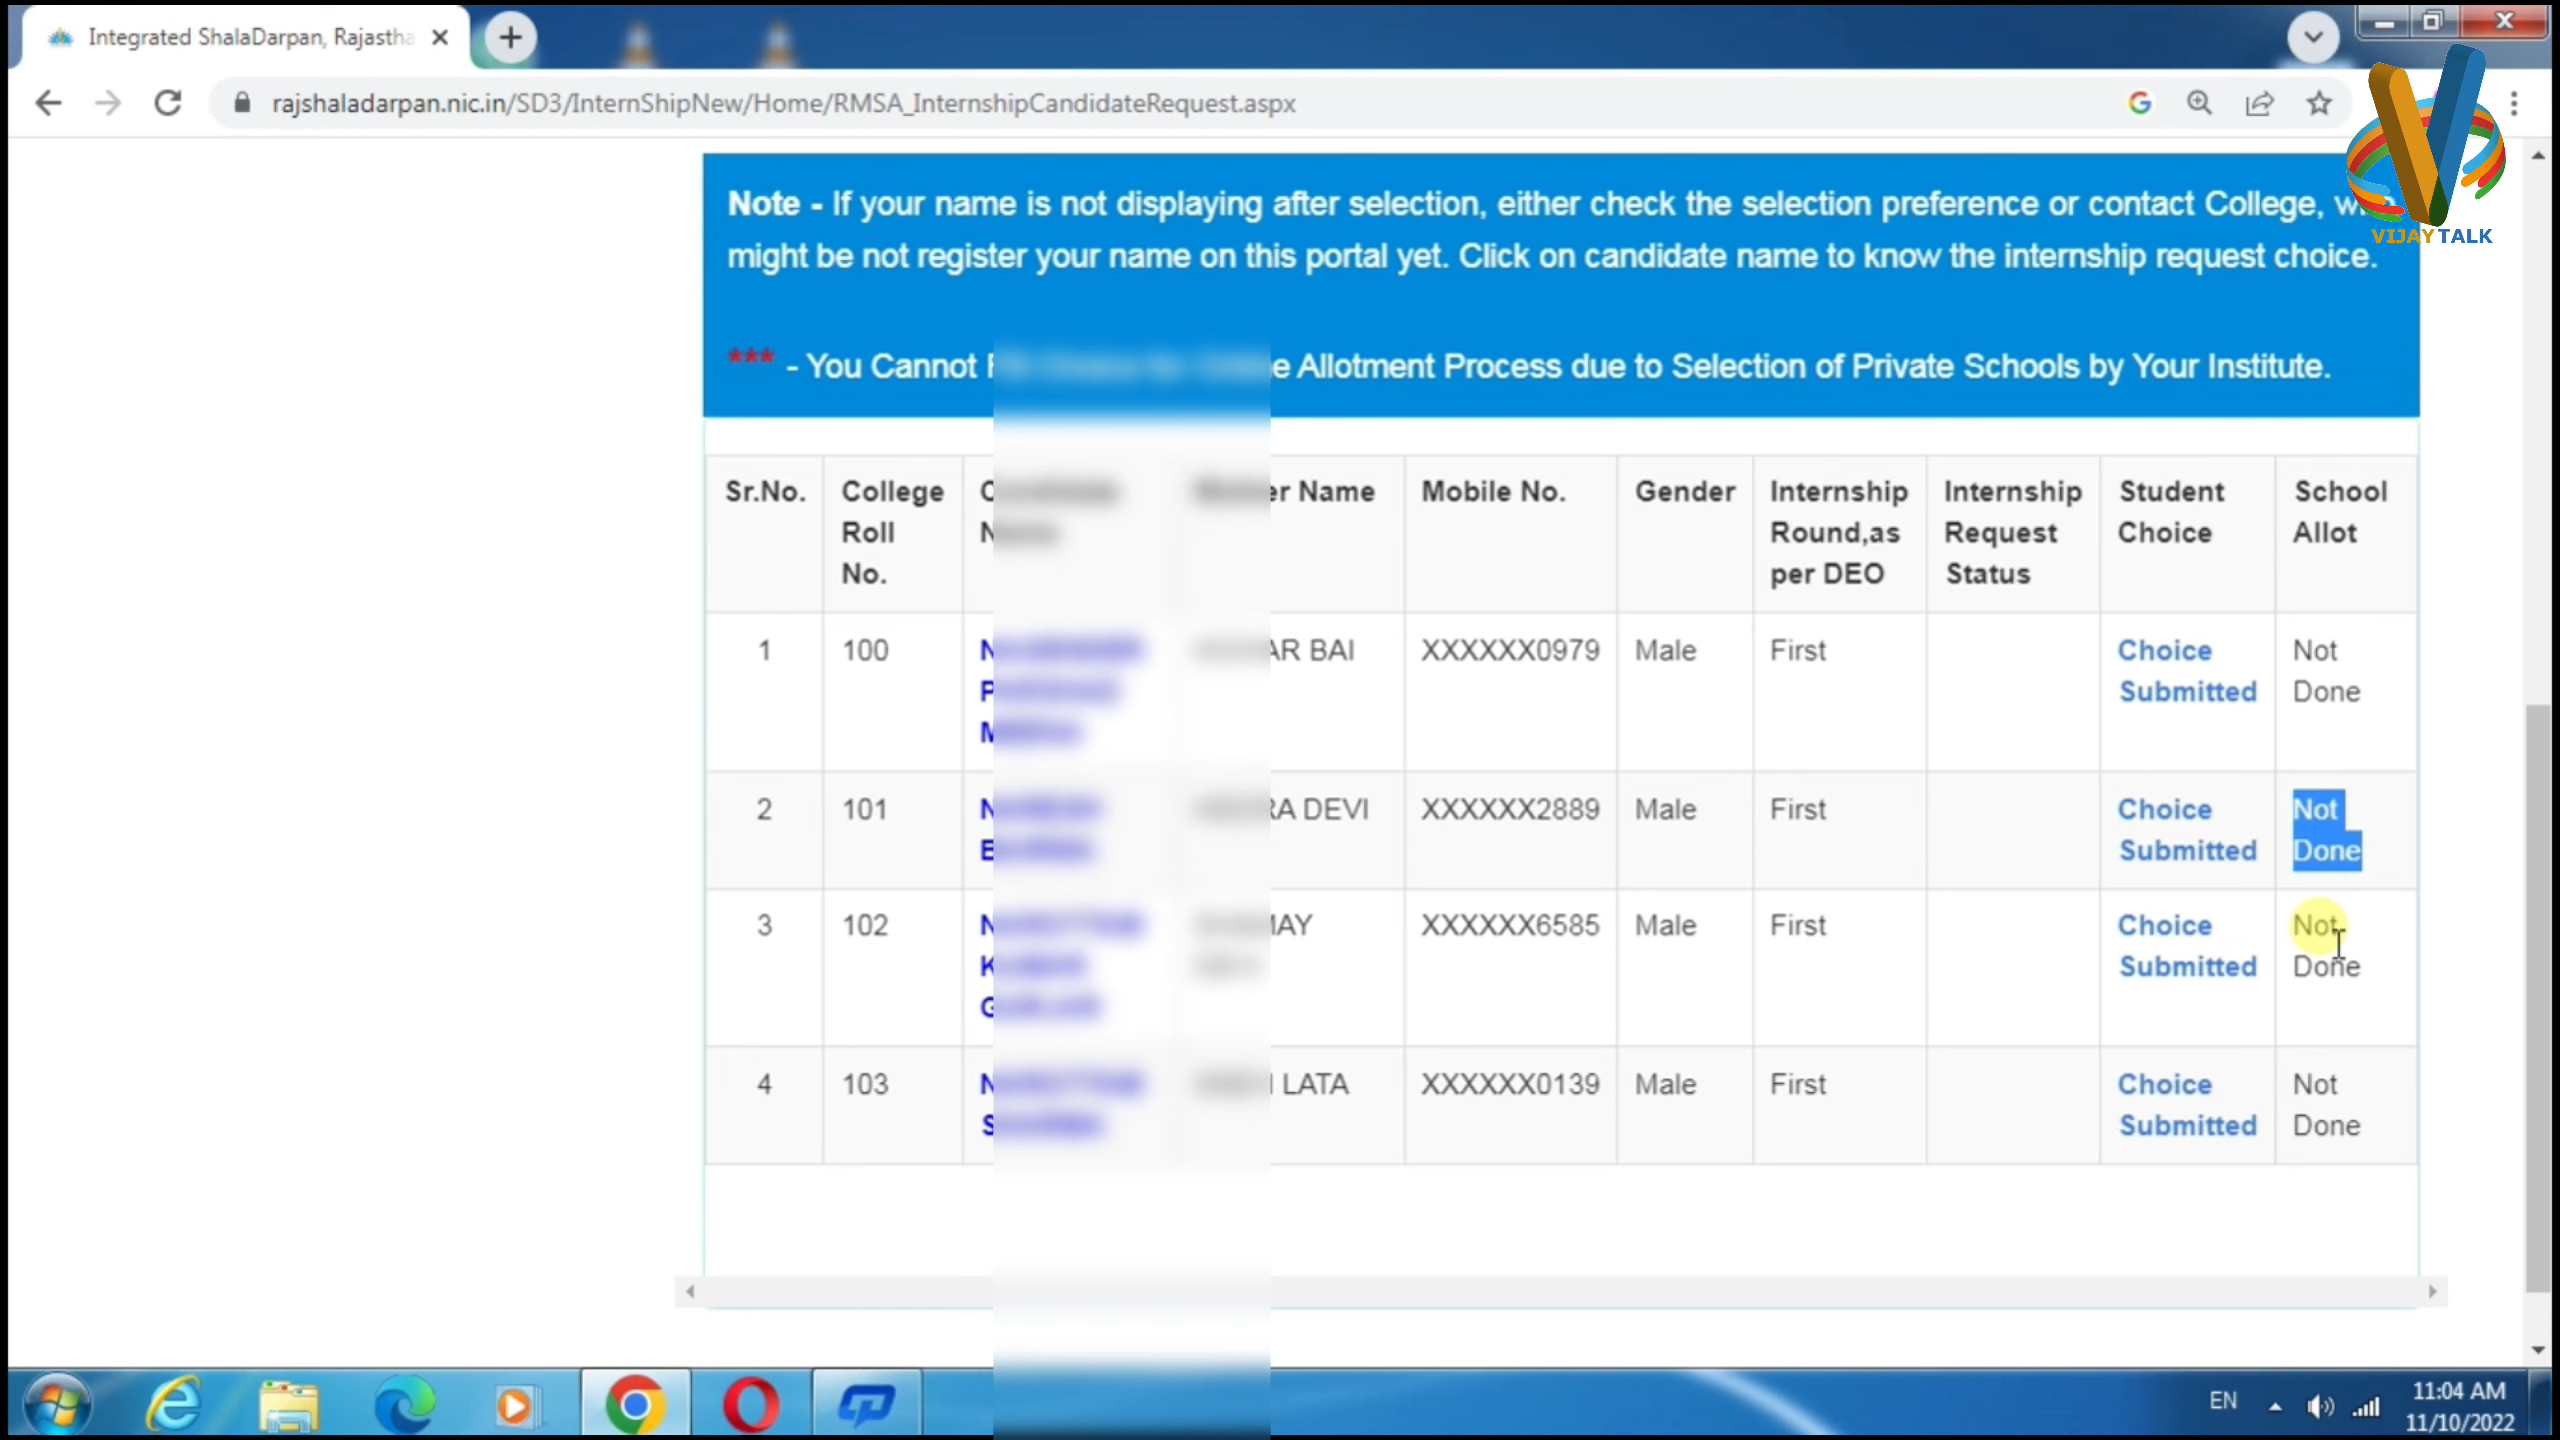 Integrated ShalaDarpan, Rajastha
rajshaladarpan.nic.in/SD3/InternShipNew/Home/RMSA_InternshipCandidateRequest.aspx
VIJAY TALK
Note - If your name is not displaying after selection, either check the selection preference or contact College,
might be not register your name on this portal yet. Click on candidate name to know the internship request choice.
*** - You Cannot Allotment Process due to Selection of Private Schools by Your Institute.
Sr.No. College Roll No. Name Mobile No. Gender Internship Round,as per DEO Internship Request Status Student Choice School Allot
1 100 BAI XXXXXX0979 Male First Choice Submitted Not Done
2 101 DEVI XXXXXX2889 Male First Choice Submitted Not Done
3 102 XXXXXX6585 Male First Choice Submitted Not Done
4 103 LATA XXXXXX0139 Male First Choice Submitted Not Done
EN
11:04 AM
11/10/2022